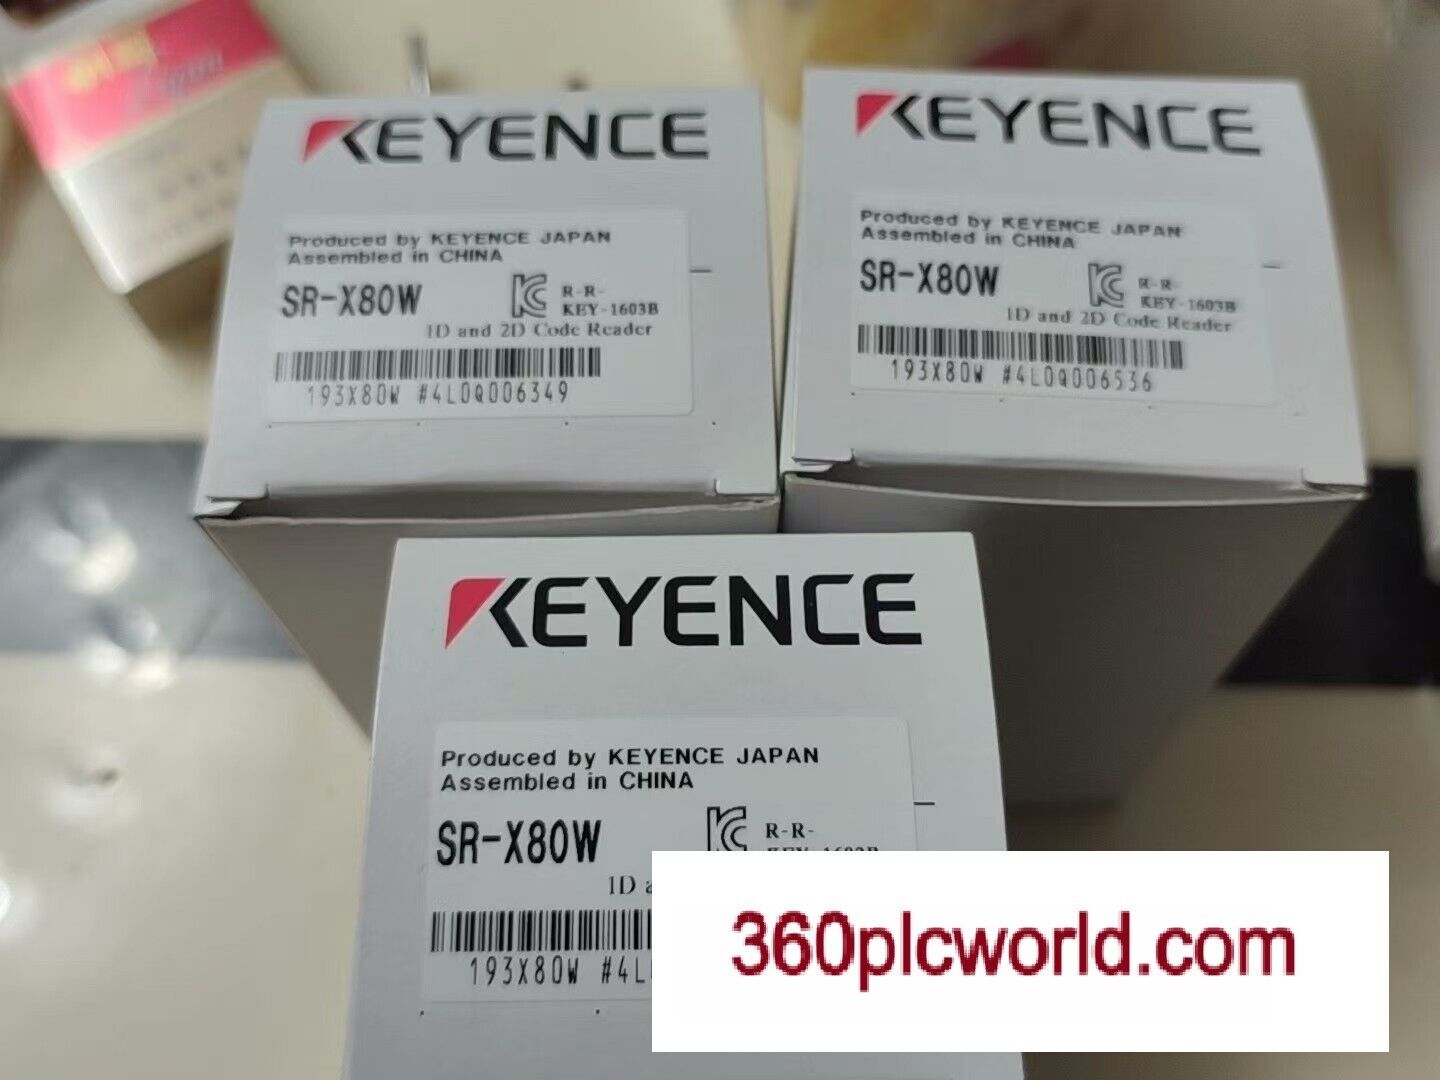 KEYENCE
Produced by KEYENCE JAPAN
Assembled in CHINA
SR-X80W
R-R-
KEY-1603B
1D and 2D Code Reader
193X80W #4L0Q006349
KEYENCE
Produced by KEYENCE JAPAN
Assembled in CHINA
SR-X80W
R-R-
KEY-1603B
1D and 2D Code Reader
193X80W #4L0Q006536
KEYENCE
Produced by KEYENCE JAPAN
Assembled in CHINA
SR-X80W
R-R-
1D
193X80W #4L
360plcworld.com